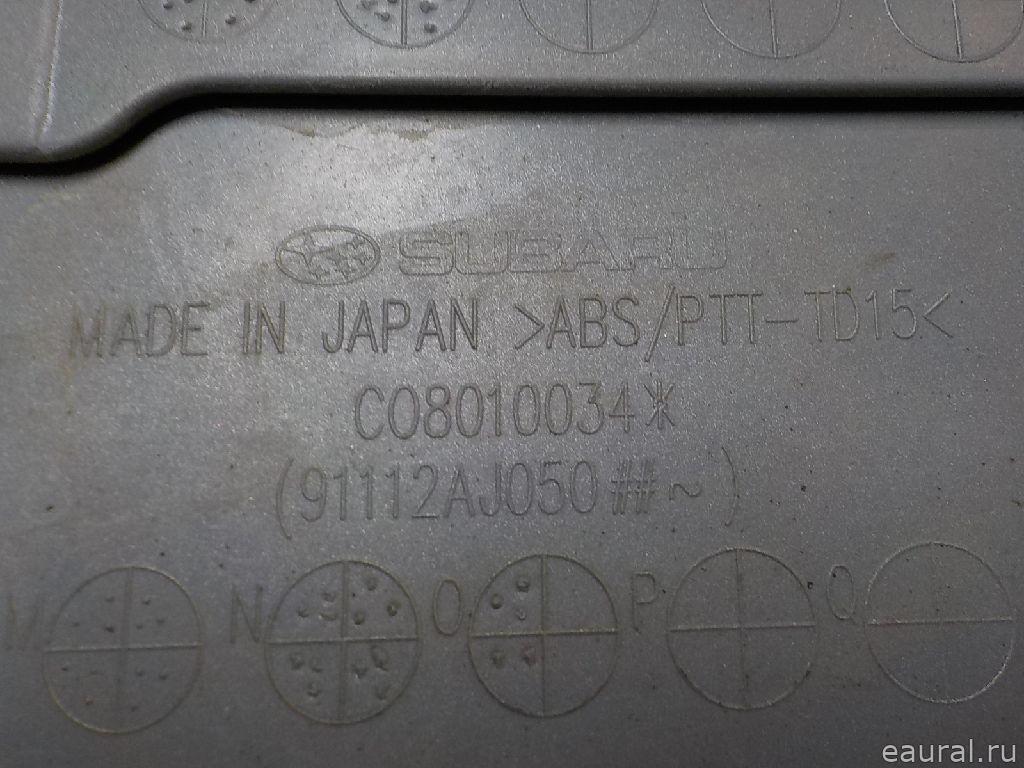 SUBARU
MADE IN JAPAN >ABS/PTT-TD15<
C08010034*
(91112AJ050##~)
M N O P Q
eaural.ru